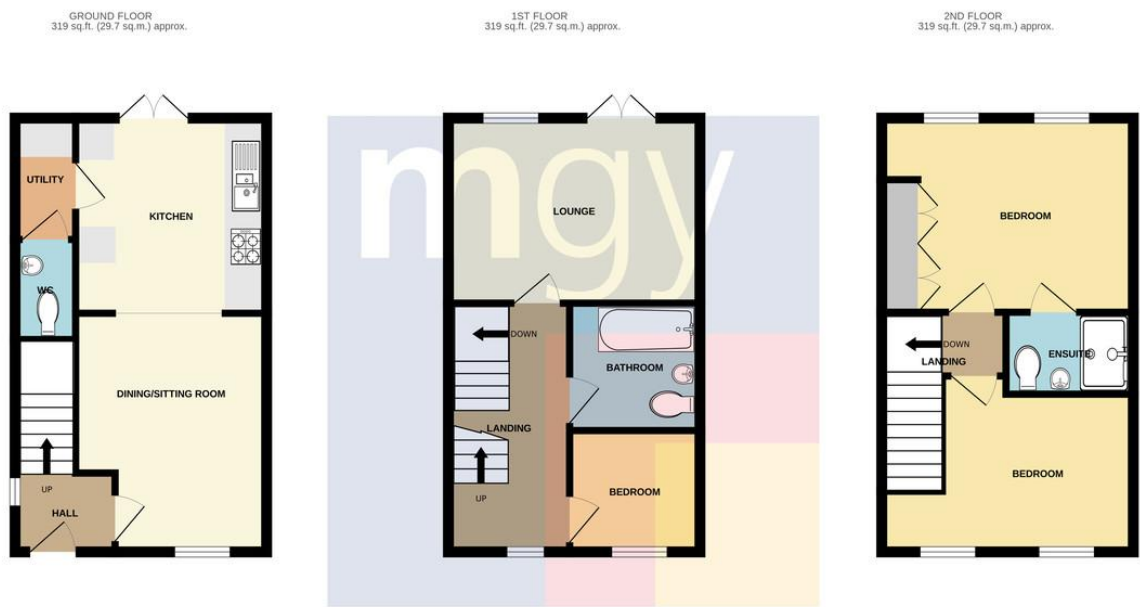 GROUND FLOOR
319 sq.ft. (29.7 sq.m.) approx.
UTILITY
KITCHEN
WC
DINING/SITTING ROOM
UP
HALL
1ST FLOOR
319 sq.ft. (29.7 sq.m.) approx.
mgy
LOUNGE
DOWN
BATHROOM
LANDING
BEDROOM
UP
2ND FLOOR
319 sq.ft. (29.7 sq.m.) approx.
BEDROOM
DOWN
LANDING
ENSUITE
BEDROOM